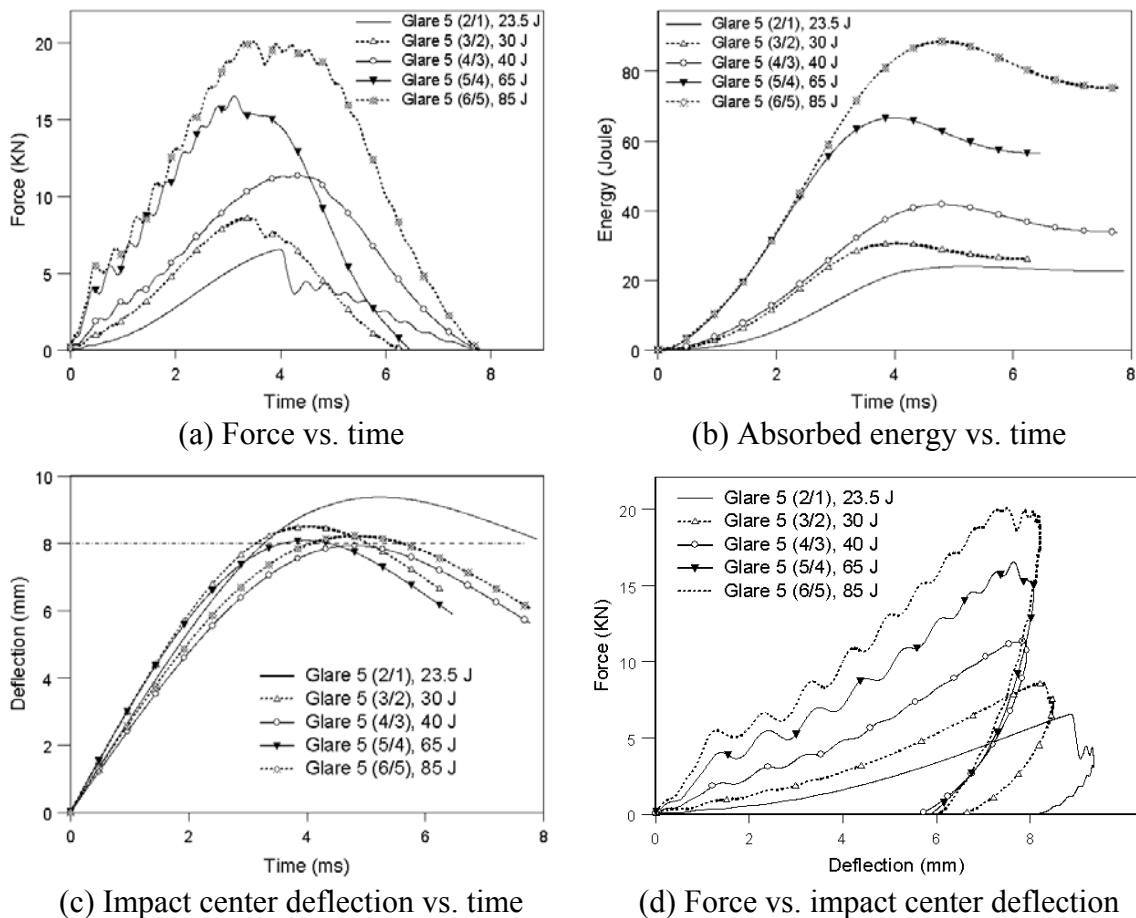 Glare 5 (2/1), 23.5 J
Glare 5 (3/2), 30 J
Glare 5 (4/3), 40 J
Glare 5 (5/4), 65 J
Glare 5 (6/5), 85 J
Force (KN)
20
15
10
5
0
0 2 4 6 8
Time (ms)
(a) Force vs. time
Glare 5 (2/1), 23.5 J
Glare 5 (3/2), 30 J
Glare 5 (4/3), 40 J
Glare 5 (5/4), 65 J
Glare 5 (6/5), 85 J
Energy (Joule)
80
60
40
20
0
0 2 4 6 8
Time (ms)
(b) Absorbed energy vs. time
Deflection (mm)
10
8
6
4
2
0
Glare 5 (2/1), 23.5 J
Glare 5 (3/2), 30 J
Glare 5 (4/3), 40 J
Glare 5 (5/4), 65 J
Glare 5 (6/5), 85 J
0 2 4 6 8
Time (ms)
(c) Impact center deflection vs. time
Glare 5 (2/1), 23.5 J
Glare 5 (3/2), 30 J
Glare 5 (4/3), 40 J
Glare 5 (5/4), 65 J
Glare 5 (6/5), 85 J
Force (KN)
20
15
10
5
0
0 2 4 6 8
Deflection (mm)
(d) Force vs. impact center deflection